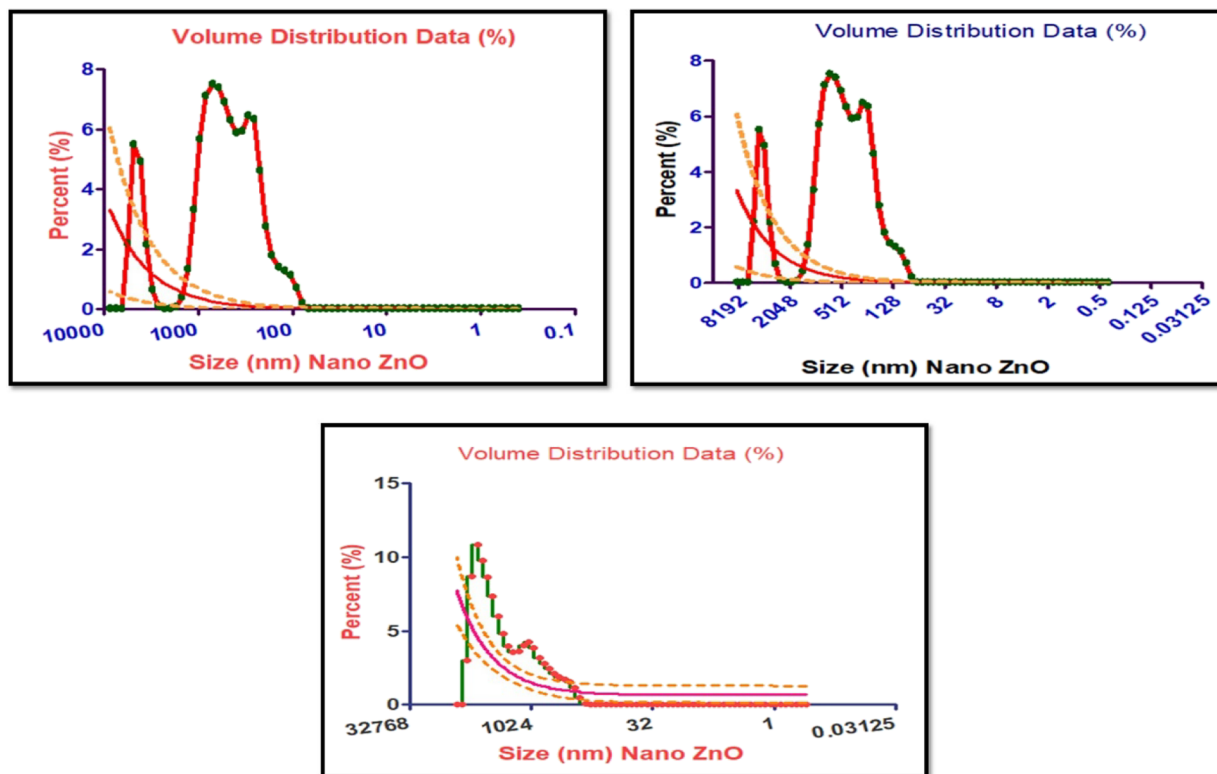 Volume Distribution Data (%)
8
6
4
2
0
Percent (%)
10000 1000 100 10 1 0.1
Size (nm) Nano ZnO
Volume Distribution Data (%)
8
6
4
2
0
Percent (%)
8192 2048 512 128 32 8 2 0.5 0.125 0.03125
Size (nm) Nano ZnO
Volume Distribution Data (%)
15
10
5
0
Percent (%)
32768 1024 32 1 0.03125
Size (nm) Nano ZnO